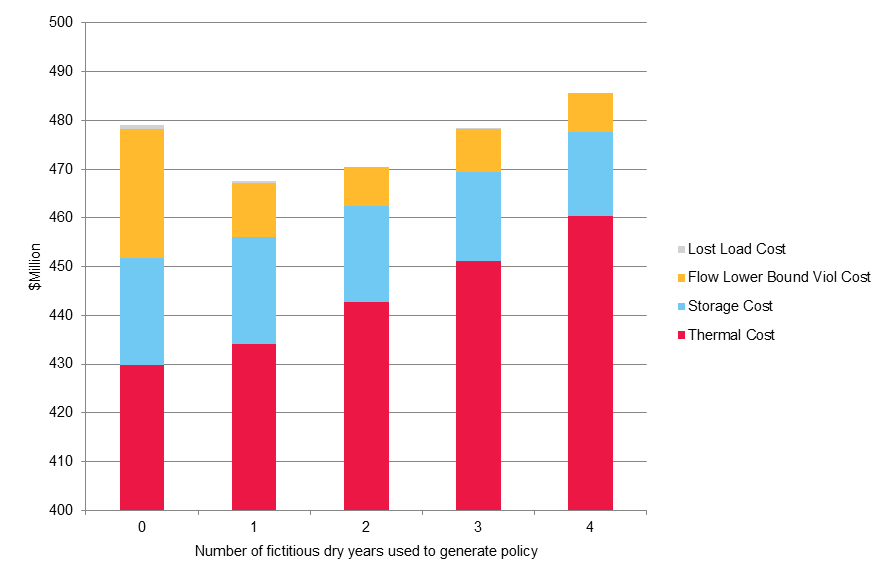 500
490
480
470
460
450
440
430
420
410
400
$Million
0 1 2 3 4
Number of fictitious dry years used to generate policy
Lost Load Cost
Flow Lower Bound Viol Cost
Storage Cost
Thermal Cost